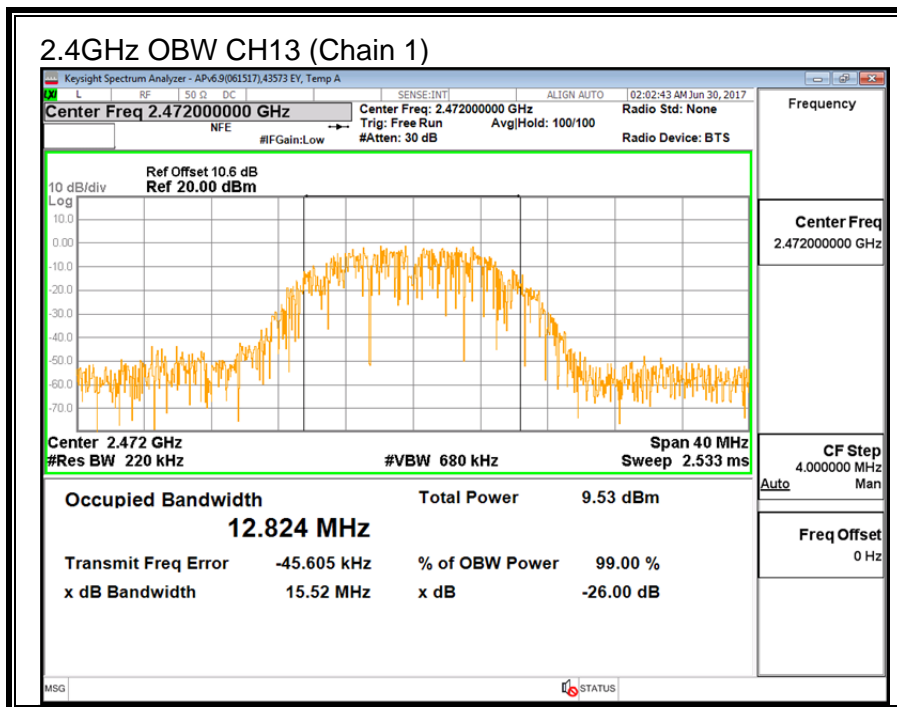 2.4GHz OBW CH13 (Chain 1)
Keysight Spectrum Analyzer - APv6.9(061517),43573 EY, Temp A
LXI L RF 50 Ω DC SENSE:INT ALIGN AUTO 02:02:43 AM Jun 30, 2017
Center Freq 2.472000000 GHz
NFE
#IFGain:Low
Center Freq: 2.472000000 GHz
Trig: Free Run Avg|Hold: 100/100
#Atten: 30 dB
Radio Std: None
Radio Device: BTS
Ref Offset 10.6 dB
10 dB/div Ref 20.00 dBm
Log
10.0
0.00
-10.0
-20.0
-30.0
-40.0
-50.0
-60.0
-70.0
Center 2.472 GHz Span 40 MHz
#Res BW 220 kHz #VBW 680 kHz Sweep 2.533 ms
Occupied Bandwidth Total Power 9.53 dBm
12.824 MHz
Transmit Freq Error -45.605 kHz % of OBW Power 99.00 %
x dB Bandwidth 15.52 MHz x dB -26.00 dB
MSG STATUS
Frequency
Center Freq
2.472000000 GHz
CF Step
4.000000 MHz
Auto Man
Freq Offset
0 Hz